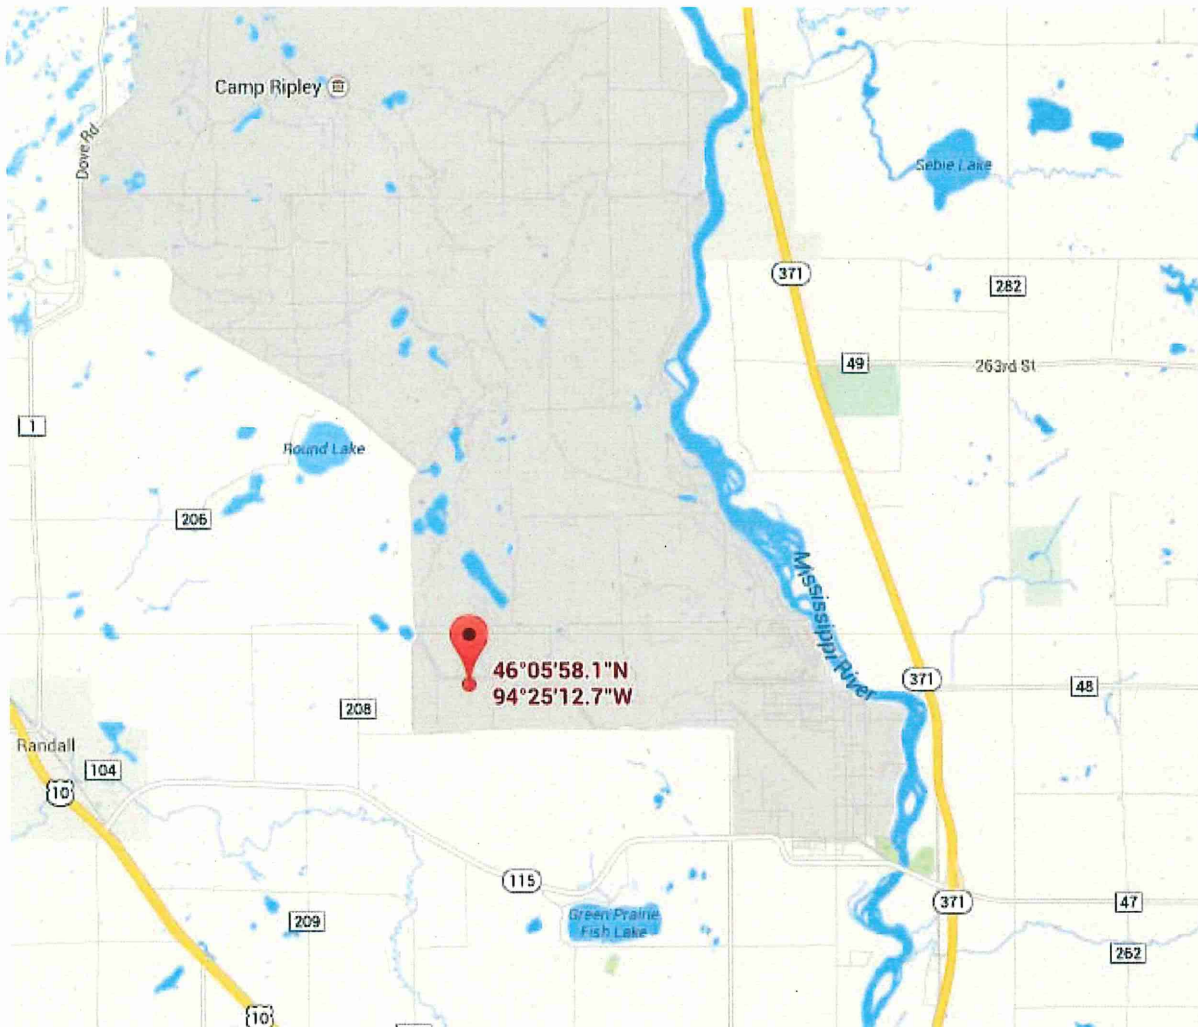 Camp Ripley
Dove Rd
Sebie Lake
371
282
49
263rd St
1
Round Lake
206
Mississippi River
46°05'58.1"N
94°25'12.7"W
371
48
208
Randall
104
10
115
371
47
209
Green Prairie
Fish Lake
262
10